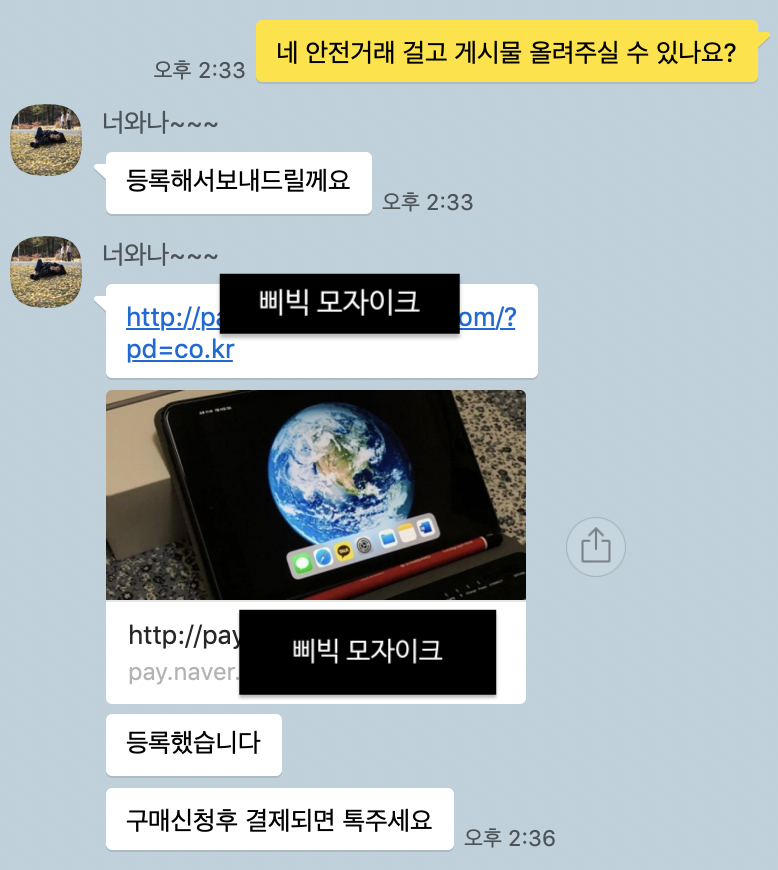 네 안전거래 걸고 게시물 올려주실 수 있나요?
오후 2:33
너와나~~~
등록해서보내드릴께요
오후 2:33
너와나~~~
삐빅 모자이크
http://pa om/?
pd=co.kr
http://pay
삐빅 모자이크
pay.naver.
등록했습니다
구매신청후 결제되면 톡주세요
오후 2:36